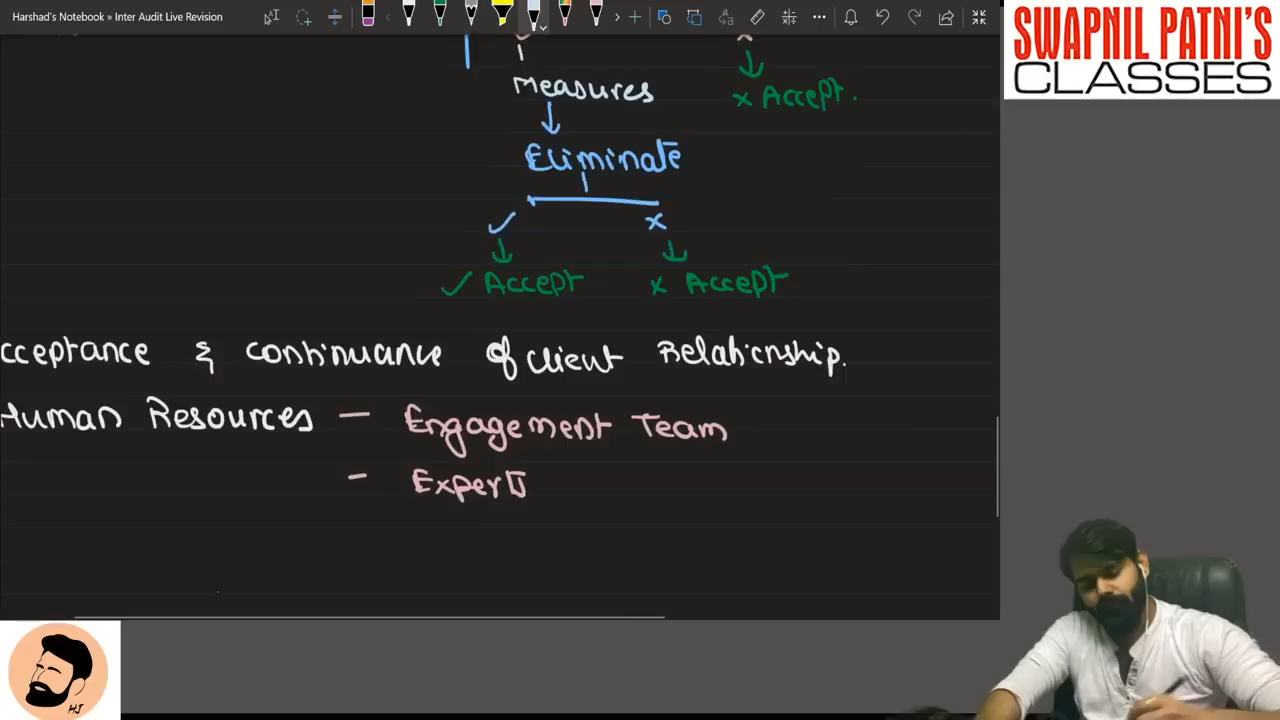 Harshad's Notebook » Inter Audit Live Revision
SWAPNIL PATNI'S
CLASSES
Measures
x Accept.
Eliminate
✓ x
✓ Accept x Accept
cceptance & Continuance Of Client Relationship.
Human Resources – Engagement Team
– Experts
HJ